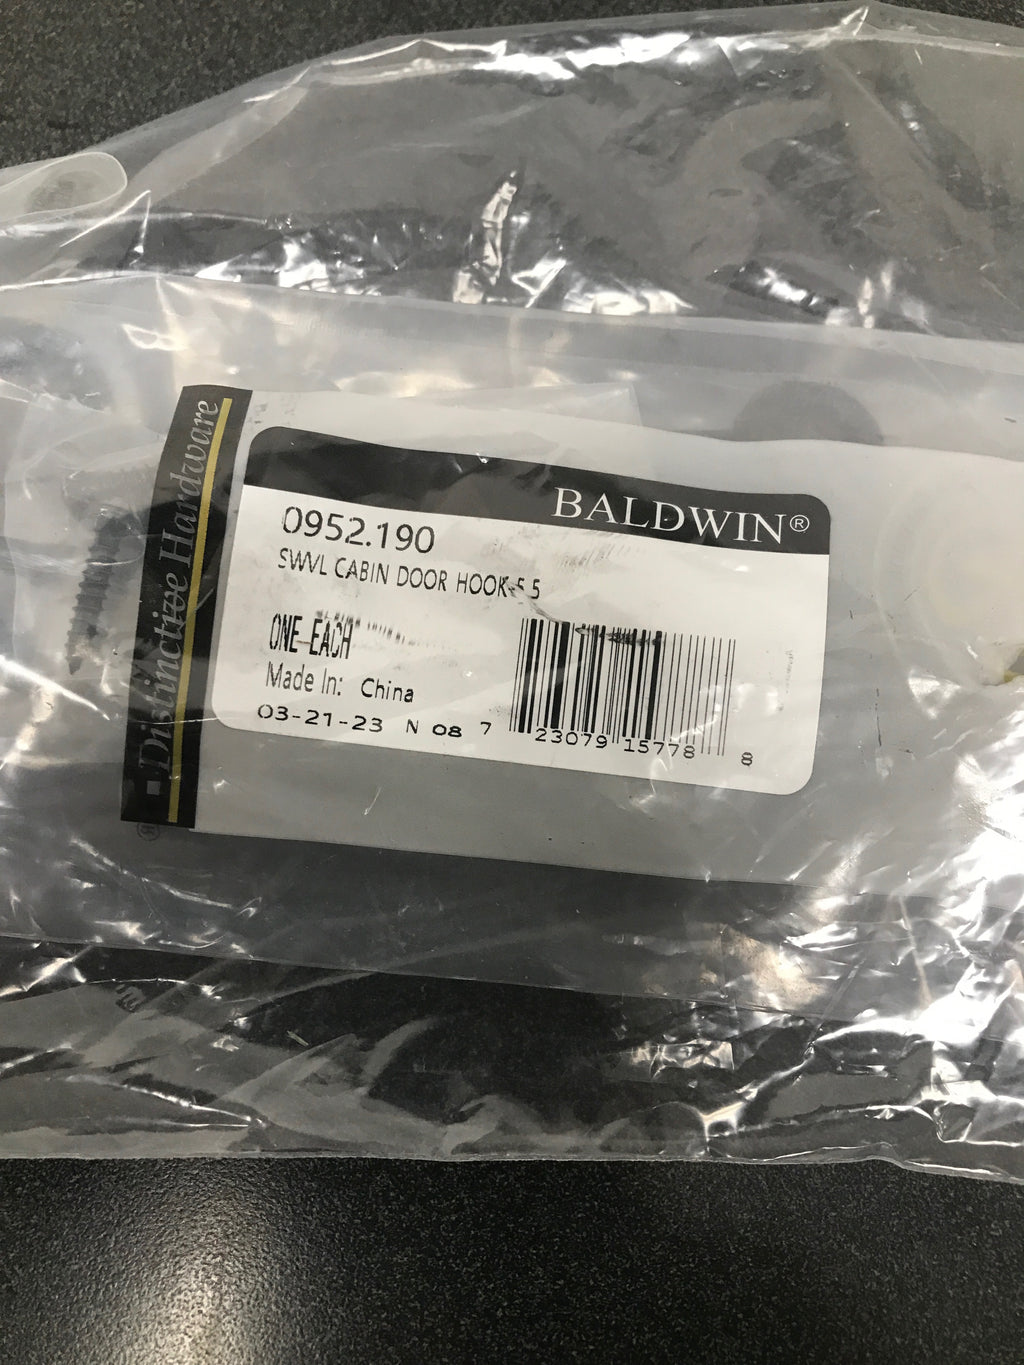 Distinctive Hardware
®
BALDWIN®
0952.190
SWVL CABIN DOOR HOOK-5.5
ONE EACH
Made In: China
03-21-23 N 08
7 23079 15778 8